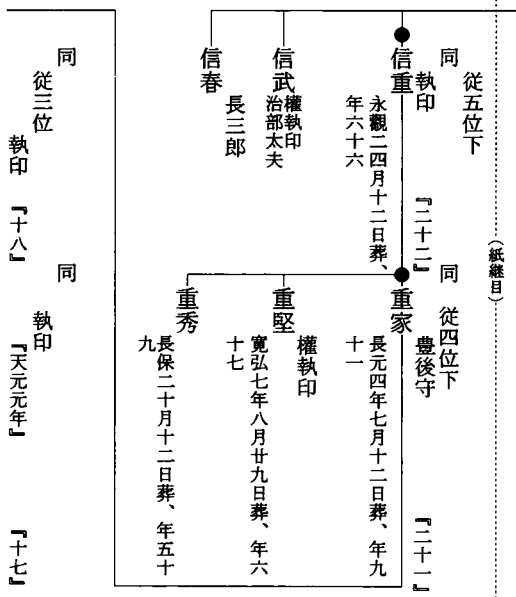 (紙継目)
同 従五位下
信重
執印
永觀二四月十二日葬、
年六十六
『二十二』
信武
權執印
治部太夫
信春
長三郎
同 従四位下
重家
豊後守
長元四年七月十二日葬、年九
十一
『二十一』
重堅
權執印
寛弘七年八月廿九日葬、年六
十七
重秀
長保二十月十二日葬、年五十
九
同 従三位
執印 『十八』
同 執印
『天元元年』 『十七』